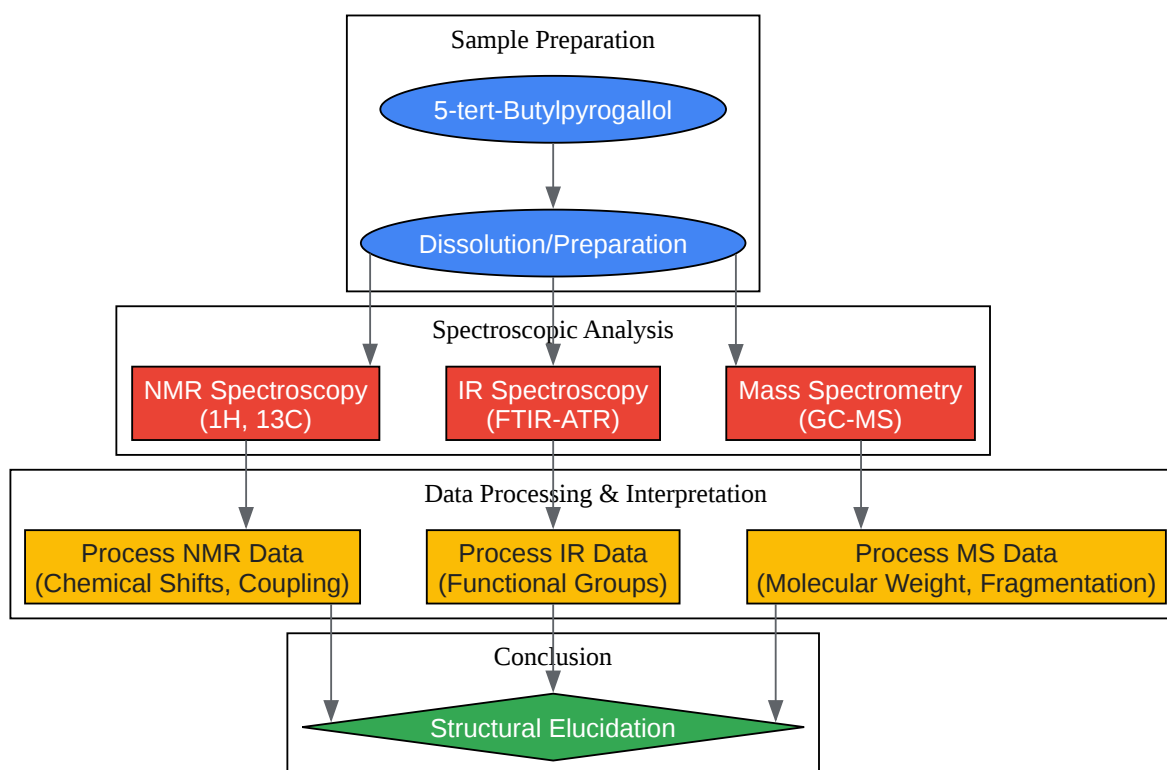 Sample Preparation
5-tert-Butylpyrogallol
Dissolution/Preparation
Spectroscopic Analysis
NMR Spectroscopy
(1H, 13C)
IR Spectroscopy
(FTIR-ATR)
Mass Spectrometry
(GC-MS)
Data Processing & Interpretation
Process NMR Data
(Chemical Shifts, Coupling)
Process IR Data
(Functional Groups)
Process MS Data
(Molecular Weight, Fragmentation)
Conclusion
Structural Elucidation